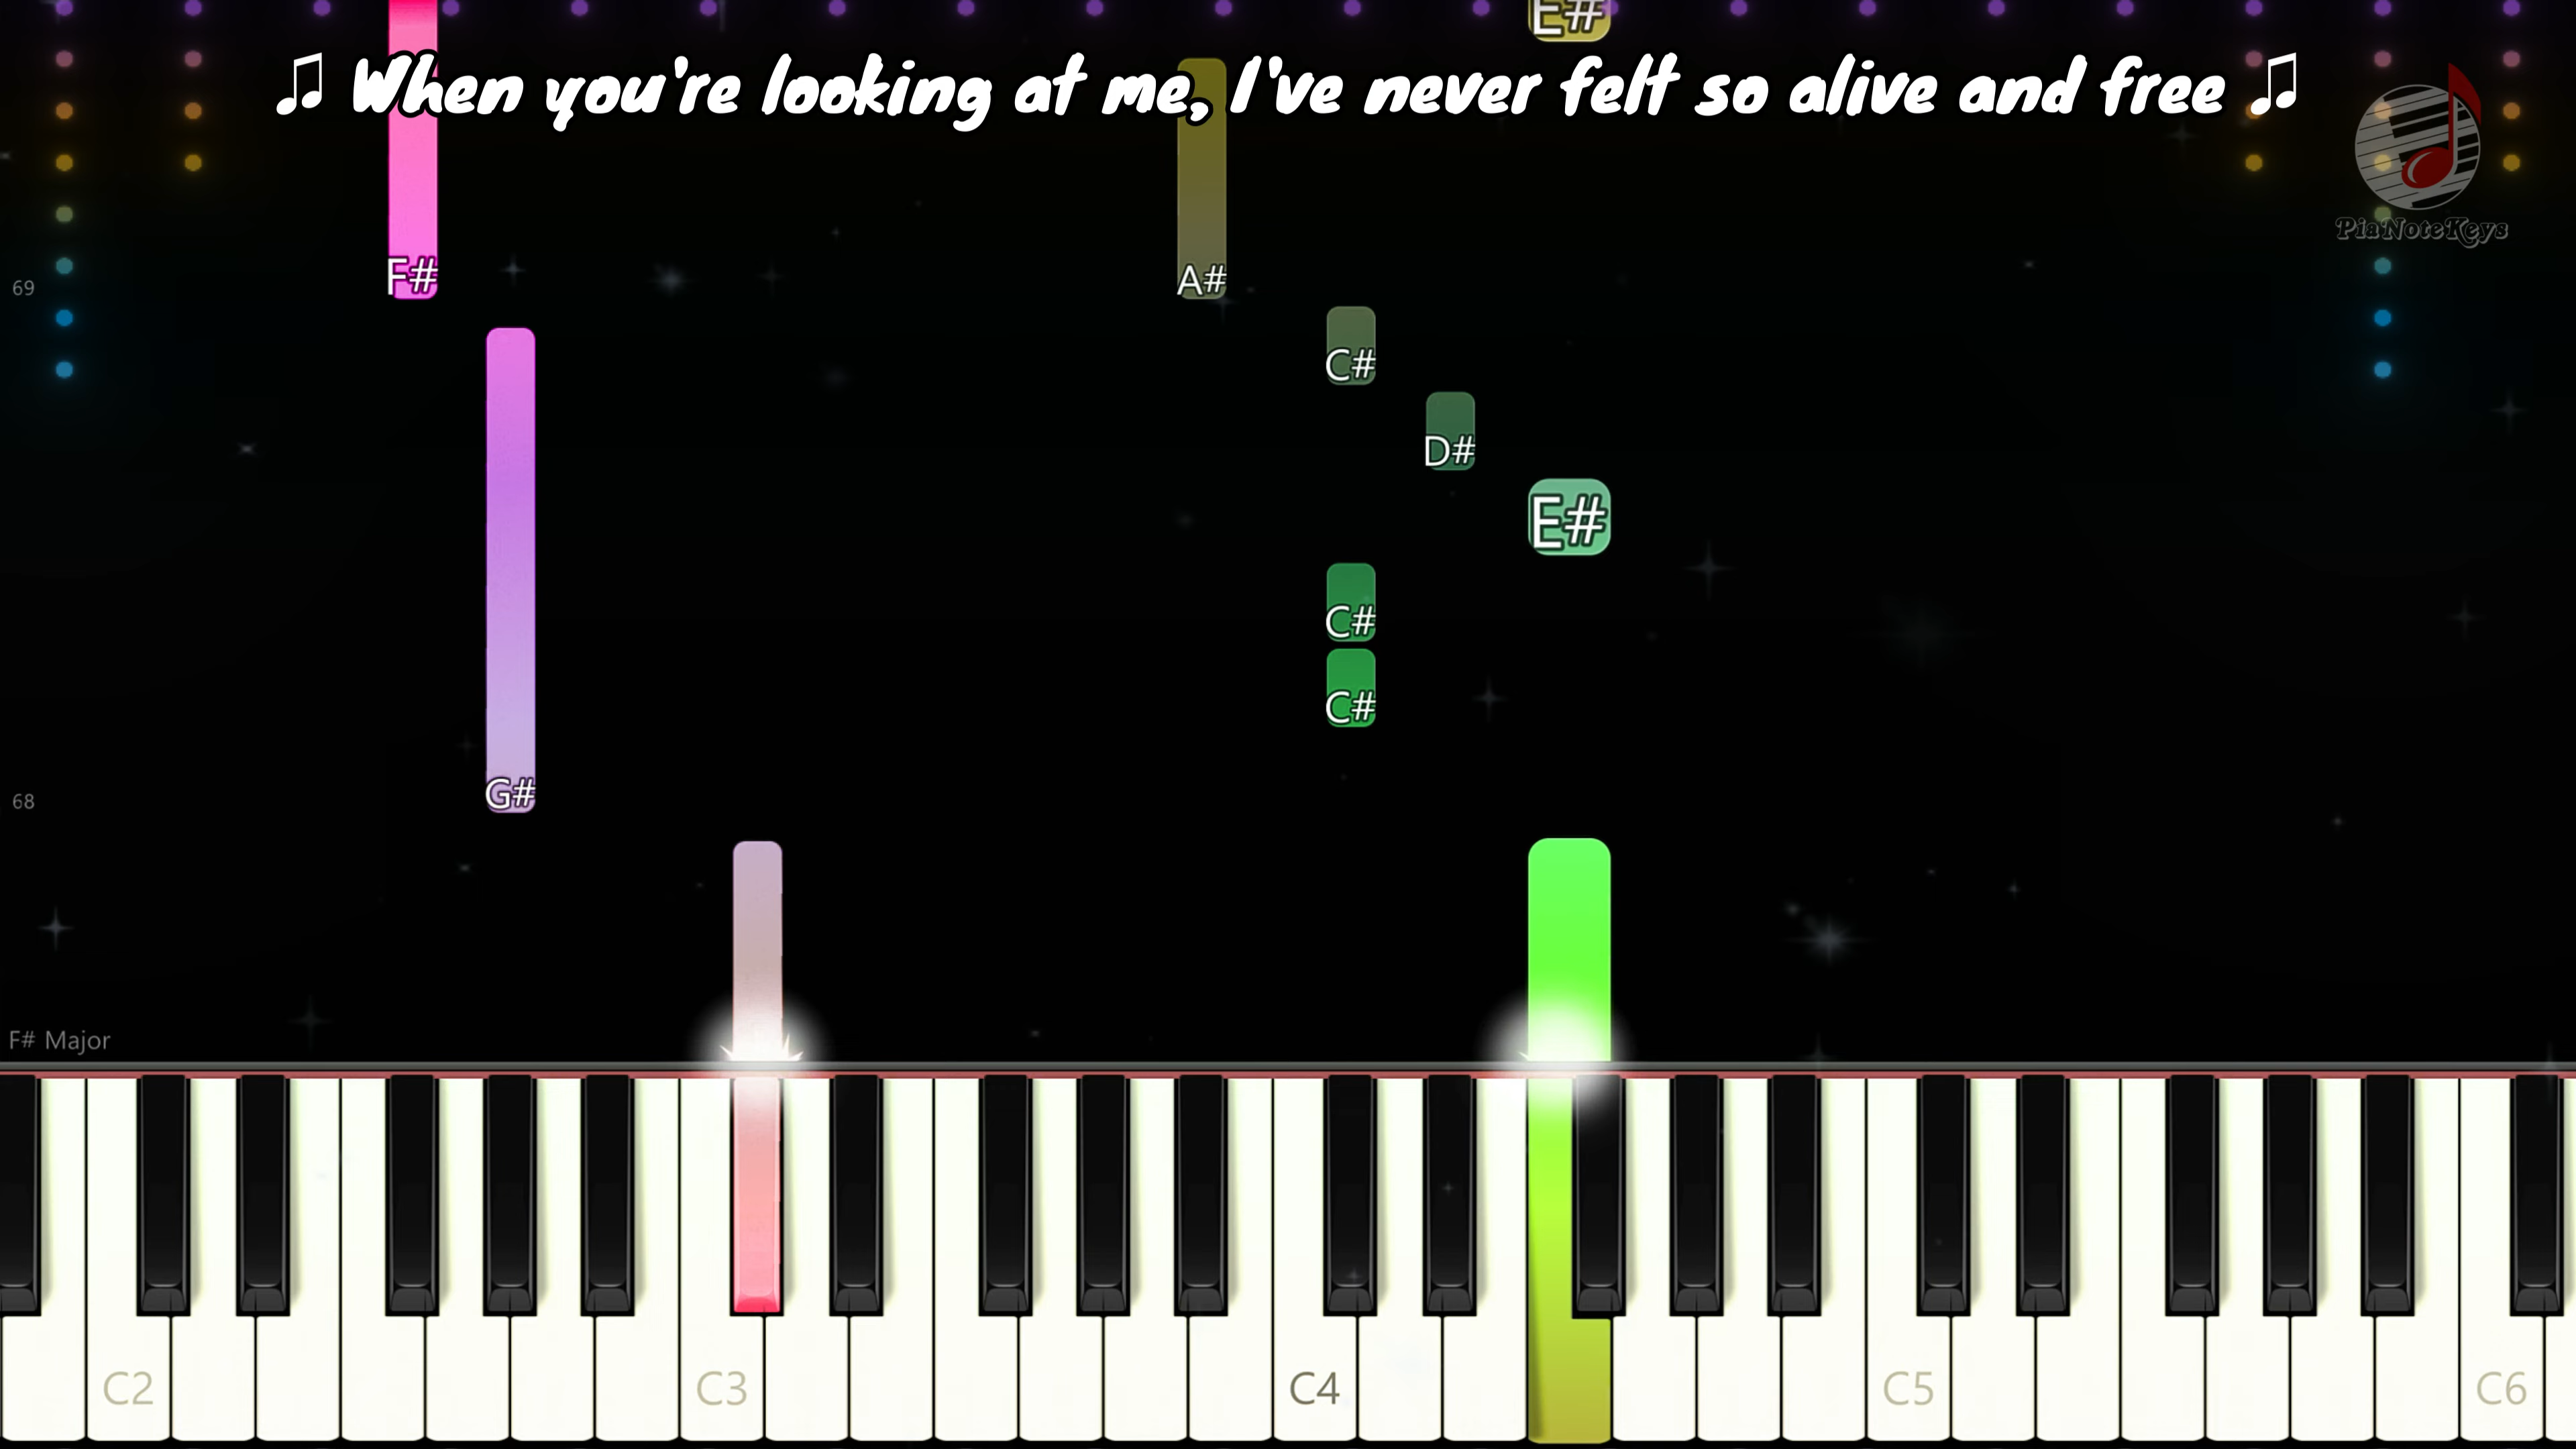 E#
♫ When you're looking at me, I've never felt so alive and free ♫
PiaNoteKeys
F#
A#
69
C#
D#
E#
C#
C#
G#
68
F# Major
C2 C3 C4 C5 C6